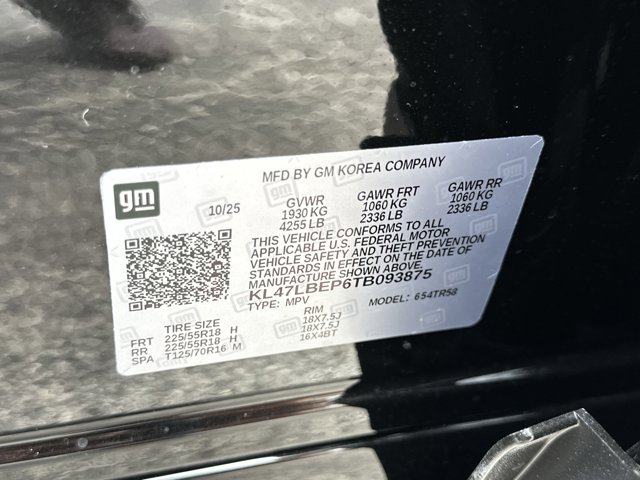 MFD BY GM KOREA COMPANY
gm
10/25
GVWR
1930 KG
4255 LB
GAWR FRT
1060 KG
2336 LB
GAWR RR
1060 KG
2336 LB
THIS VEHICLE CONFORMS TO ALL
APPLICABLE U.S. FEDERAL MOTOR
VEHICLE SAFETY AND THEFT PREVENTION
STANDARDS IN EFFECT ON THE DATE OF
MANUFACTURE SHOWN ABOVE.
KL47LBEP6TB093875
TYPE: MPV
MODEL: 654TR58
TIRE SIZE
RIM
FRT 225/55R18 H 18X7.5J
RR 225/55R18 H 18X7.5J
SPA T125/70R16 M 16X4BT